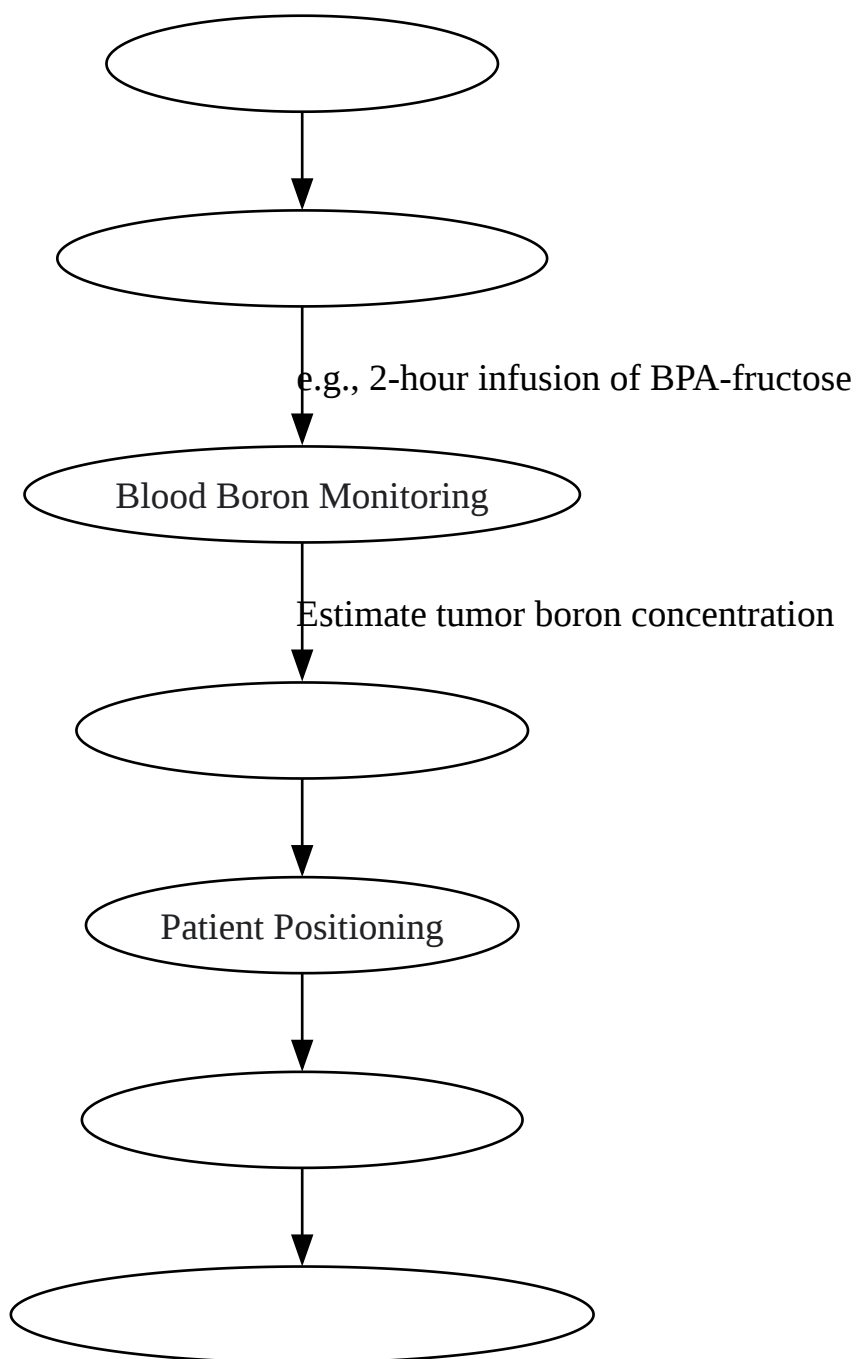 e.g., 2-hour infusion of BPA-fructose
Blood Boron Monitoring
Estimate tumor boron concentration
Patient Positioning